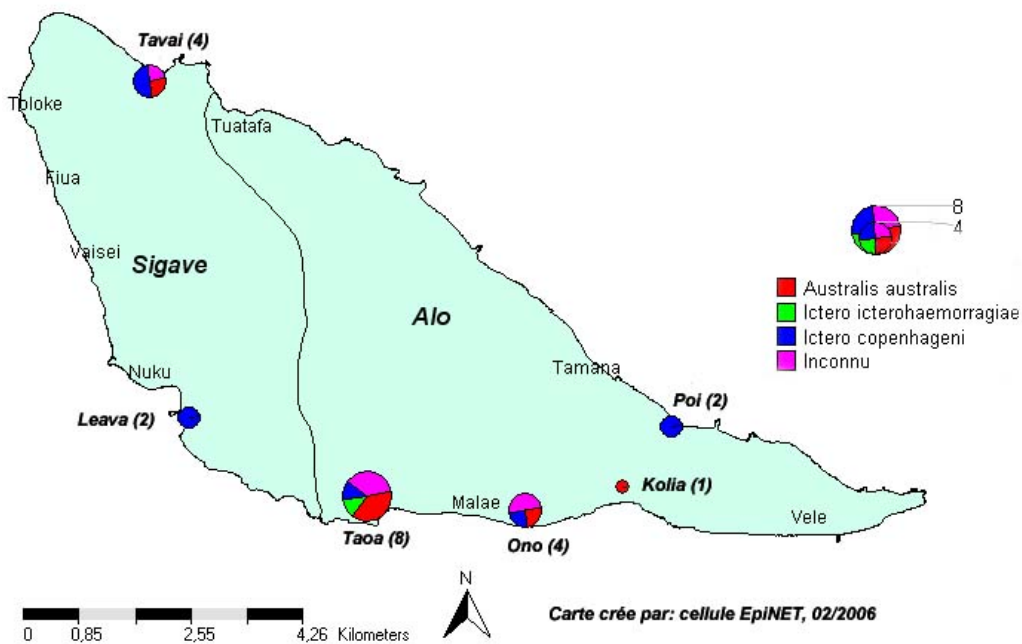 Tavai (4)
Toloke
Tuatafa
Fiua
8
4
Vaisei
Sigave
Australis australis
Alo
Ictero icterohaemorragiae
Ictero copenhageni
Inconnu
Nuku
Tamana
Poi (2)
Leava (2)
Kolia (1)
Malae
Vele
Taoa (8)
Ono (4)
N
Carte crée par: cellule EpiNET, 02/2006
0 0,85 2,55 4,26 Kilometers